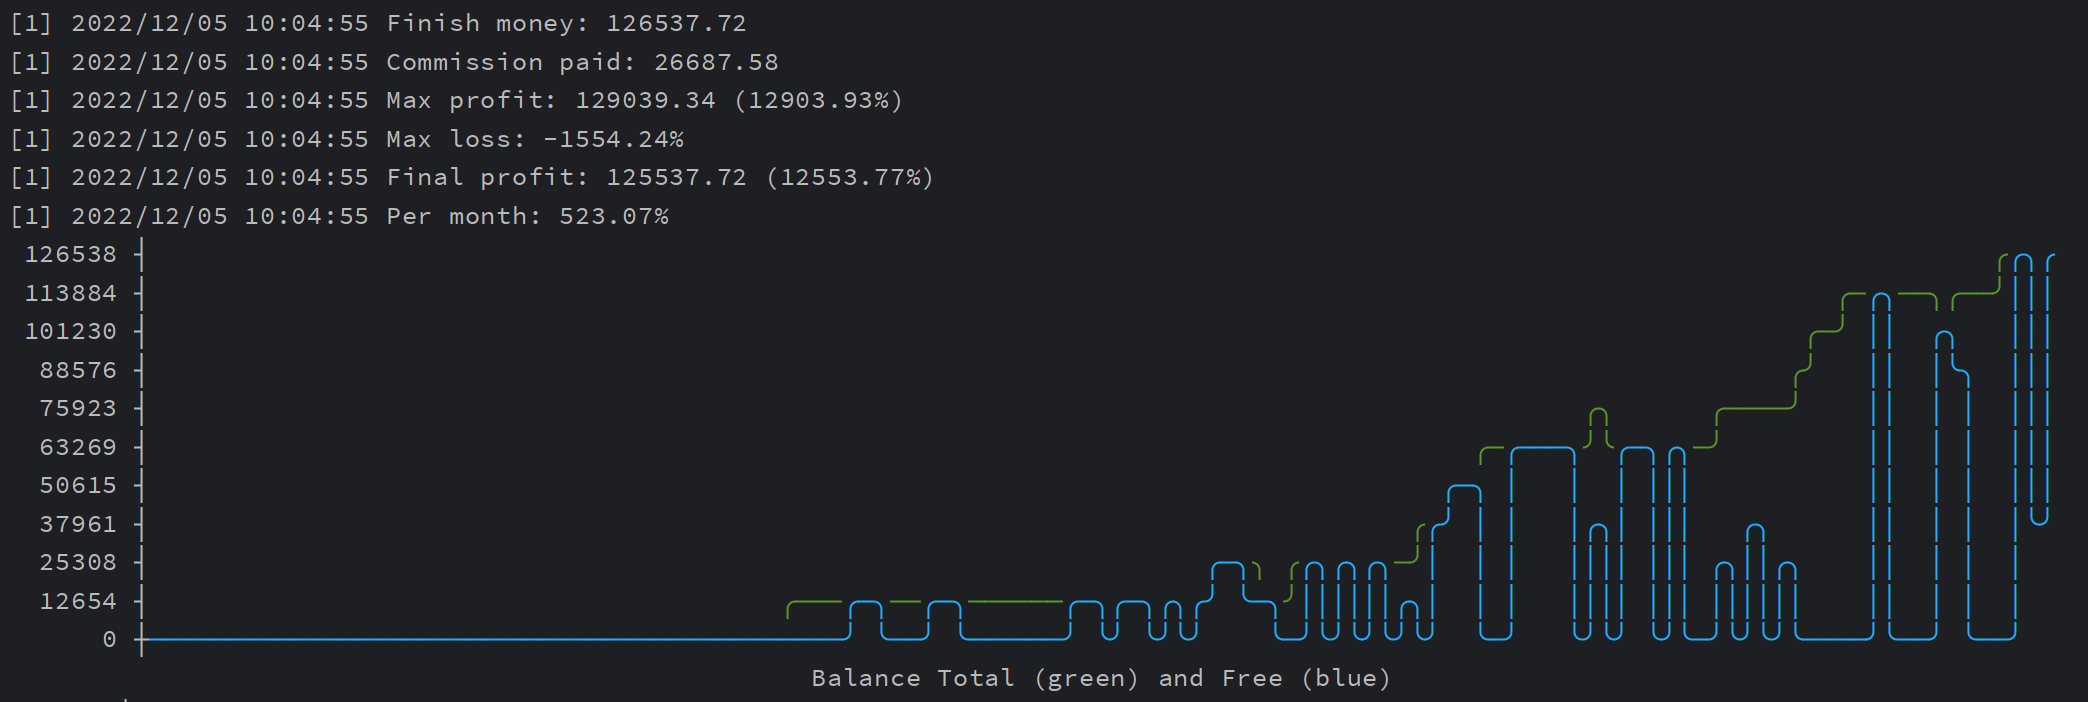 [1] 2022/12/05 10:04:55 Finish money: 126537.72
[1] 2022/12/05 10:04:55 Commission paid: 26687.58
[1] 2022/12/05 10:04:55 Max profit: 129039.34 (12903.93%)
[1] 2022/12/05 10:04:55 Max loss: -1554.24%
[1] 2022/12/05 10:04:55 Final profit: 125537.72 (12553.77%)
[1] 2022/12/05 10:04:55 Per month: 523.07%
126538
113884
101230
88576
75923
63269
50615
37961
25308
12654
0
Balance Total (green) and Free (blue)